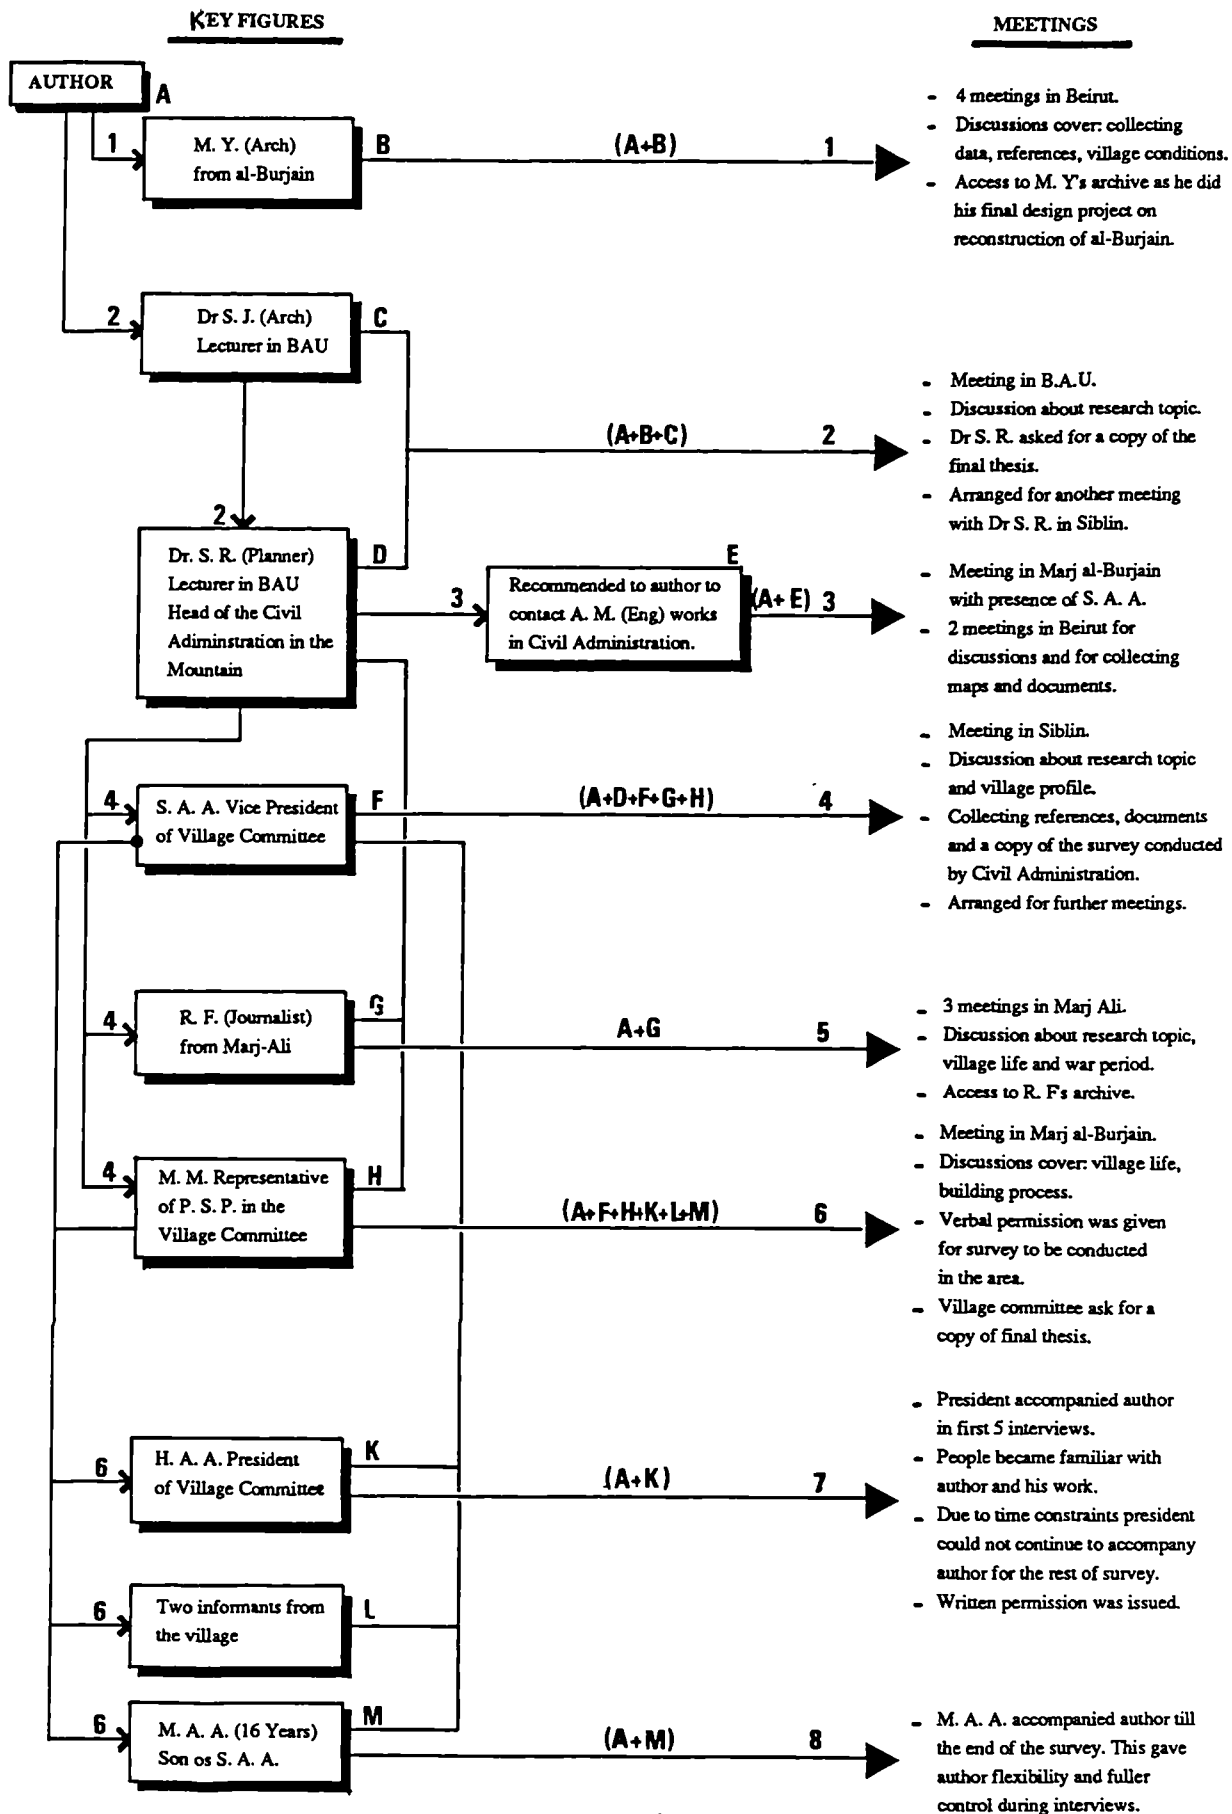 KEY FIGURES
MEETINGS
AUTHOR
A
1
M. Y. (Arch)
from al-Burjain
B
(A+B)
1
- 4 meetings in Beirut.
- Discussions cover: collecting
data, references, village conditions.
- Access to M. Y's archive as he did
his final design project on
reconstruction of al-Burjain.
2
Dr S. J. (Arch)
Lecturer in BAU
C
(A+B+C)
2
- Meeting in B.A.U.
- Discussion about research topic.
- Dr S. R. asked for a copy of the
final thesis.
- Arranged for another meeting
with Dr S. R. in Siblin.
2
Dr. S. R. (Planner)
Lecturer in BAU
Head of the Civil
Adiminstration in the
Mountain
D
3
E
Recommended to author to
contact A. M. (Eng) works
in Civil Administration.
(A+E)
3
- Meeting in Marj al-Burjain
with presence of S. A. A.
- 2 meetings in Beirut for
discussions and for collecting
maps and documents.
4
S. A. A. Vice President
of Village Committee
F
(A+D+F+G+H)
4
- Meeting in Siblin.
- Discussion about research topic
and village profile.
- Collecting references, documents
and a copy of the survey conducted
by Civil Administration.
- Arranged for further meetings.
4
R. F. (Journalist)
from Marj-Ali
G
A+G
5
- 3 meetings in Marj Ali.
- Discussion about research topic,
village life and war period.
- Access to R. F's archive.
4
M. M. Representative
of P. S. P. in the
Village Committee
H
(A+F+H+K+L+M)
6
- Meeting in Marj al-Burjain.
- Discussions cover: village life,
building process.
- Verbal permission was given
for survey to be conducted
in the area.
- Village committee ask for a
copy of final thesis.
6
H. A. A. President
of Village Committee
K
(A+K)
7
- President accompanied author
in first 5 interviews.
- People became familiar with
author and his work.
- Due to time constraints president
could not continue to accompany
author for the rest of survey.
- Written permission was issued.
6
Two informants from
the village
L
6
M. A. A. (16 Years)
Son os S. A. A.
M
(A+M)
8
- M. A. A. accompanied author till
the end of the survey. This gave
author flexibility and fuller
control during interviews.